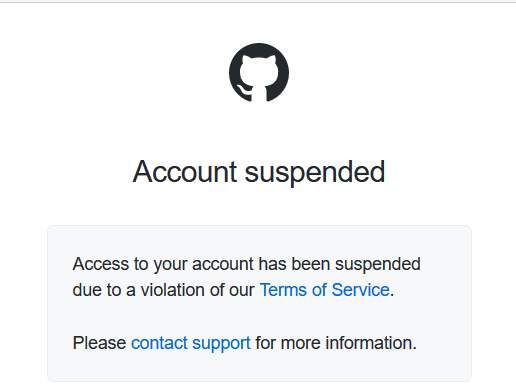 Account suspended
Access to your account has been suspended
due to a violation of our Terms of Service.
Please contact support for more information.